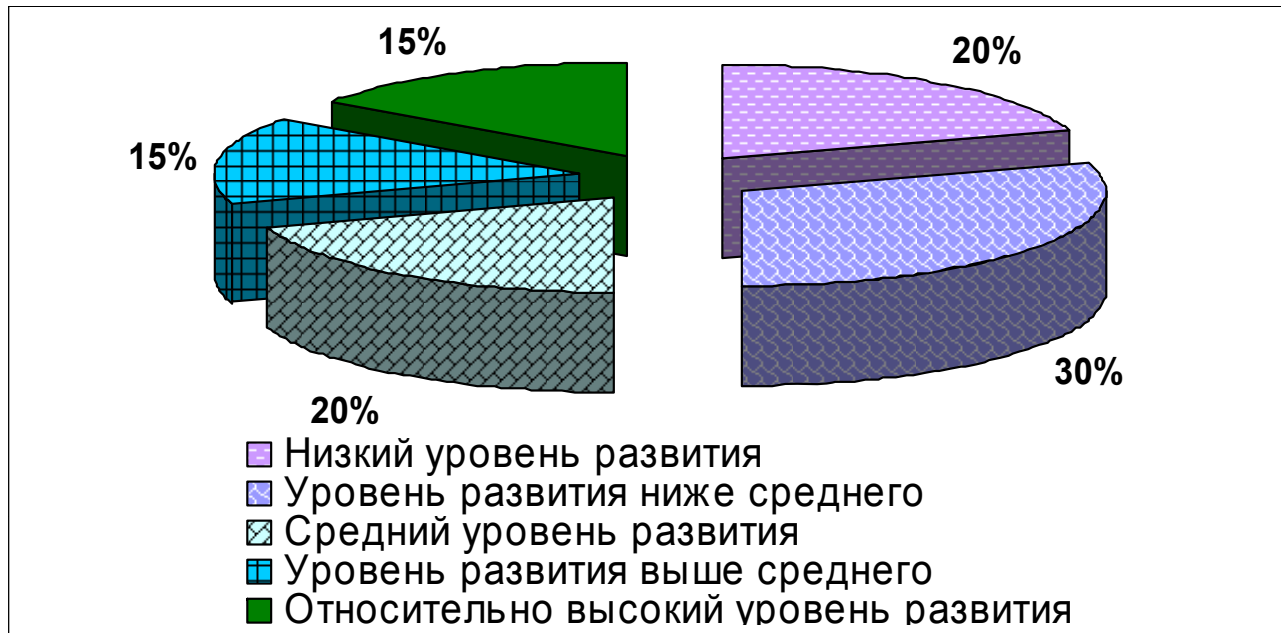 15%
20%
15%
30%
20%
Низкий уровень развития
Уровень развития ниже среднего
Средний уровень развития
Уровень развития выше среднего
Относительно высокий уровень развития